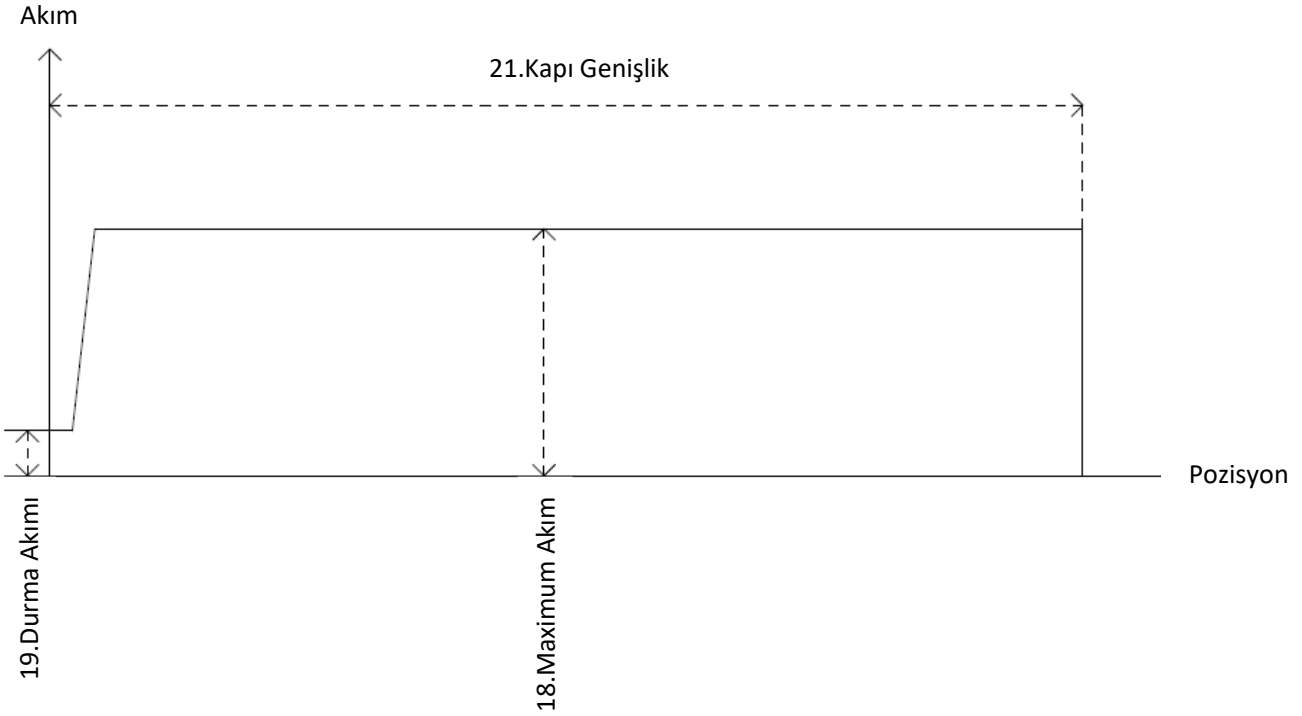 Akım
21.Kapı Genişlik
Pozisyon
19.Durma Akımı
18.Maximum Akım